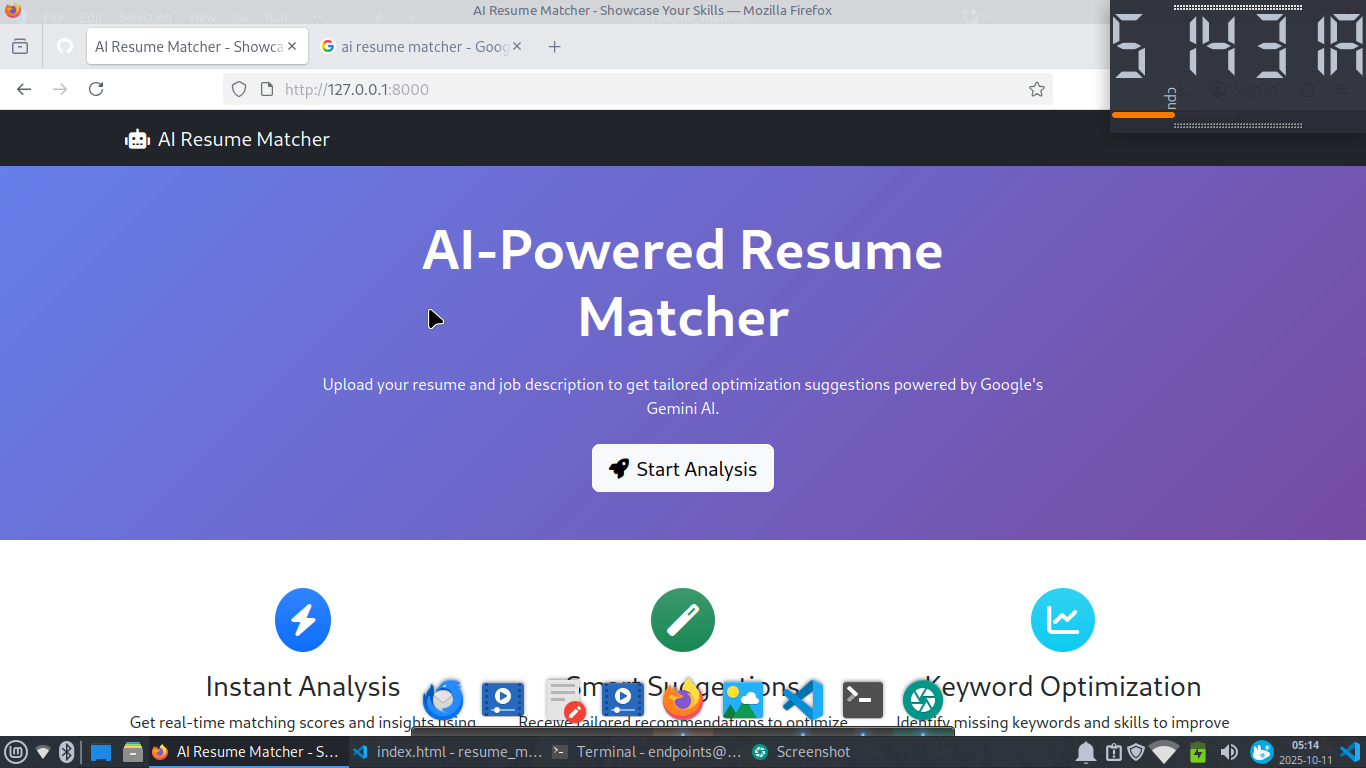 AI Resume Matcher - Showcase Your Skills — Mozilla Firefox
File Edit Selection View Go Run ···
AI Resume Matcher - Showca
ai resume matcher - Goog
http://127.0.0.1:8000
Sign in
5 14 31A
cpu
AI Resume Matcher
AI-Powered Resume
Matcher
Upload your resume and job description to get tailored optimization suggestions powered by Google's
Gemini AI.
Start Analysis
Instant Analysis
Smart Suggestions
Keyword Optimization
Get real-time matching scores and insights using
Receive tailored recommendations to optimize
Identify missing keywords and skills to improve
AI Resume Matcher - S...
index.html - resume_m...
Terminal - endpoints@...
Screenshot
05:14
2025-10-11